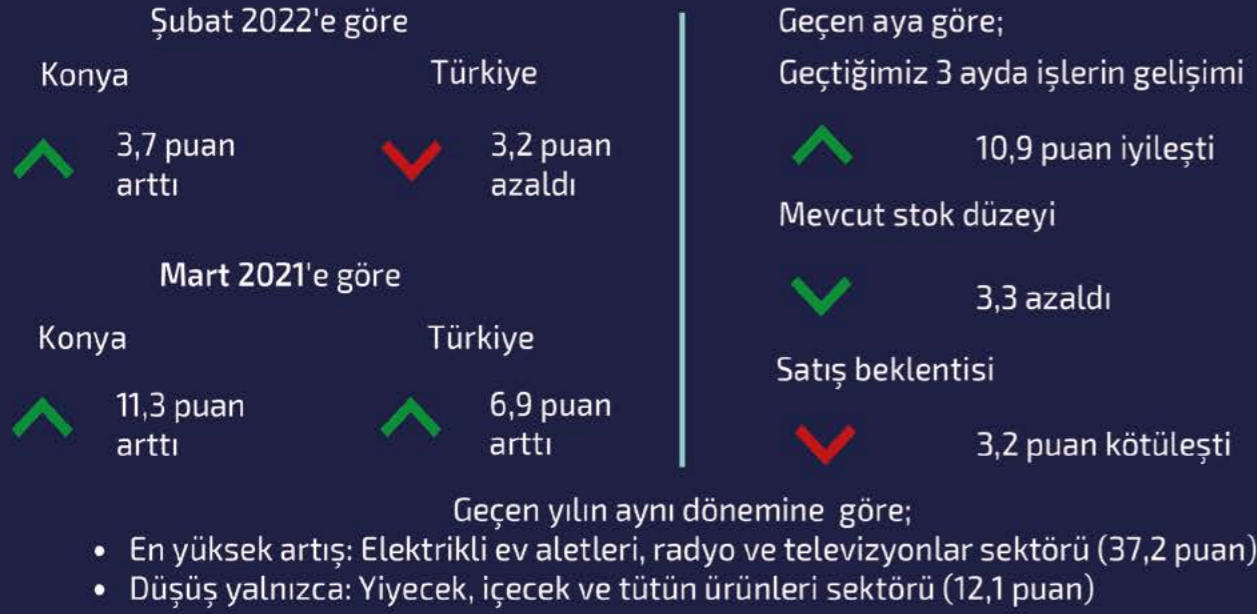 Şubat 2022'e göre
Konya
Türkiye
3,7 puan
arttı
3,2 puan
azaldı
Mart 2021'e göre
Konya
Türkiye
11,3 puan
arttı
6,9 puan
arttı
Geçen aya göre;
Geçtiğimiz 3 ayda işlerin gelişimi
10,9 puan iyileşti
Mevcut stok düzeyi
3,3 azaldı
Satış beklentisi
3,2 puan kötüleşti
Geçen yılın aynı dönemine göre;
• En yüksek artış: Elektrikli ev aletleri, radyo ve televizyonlar sektörü (37,2 puan)
• Düşüş yalnızca: Yiyecek, içecek ve tütün ürünleri sektörü (12,1 puan)